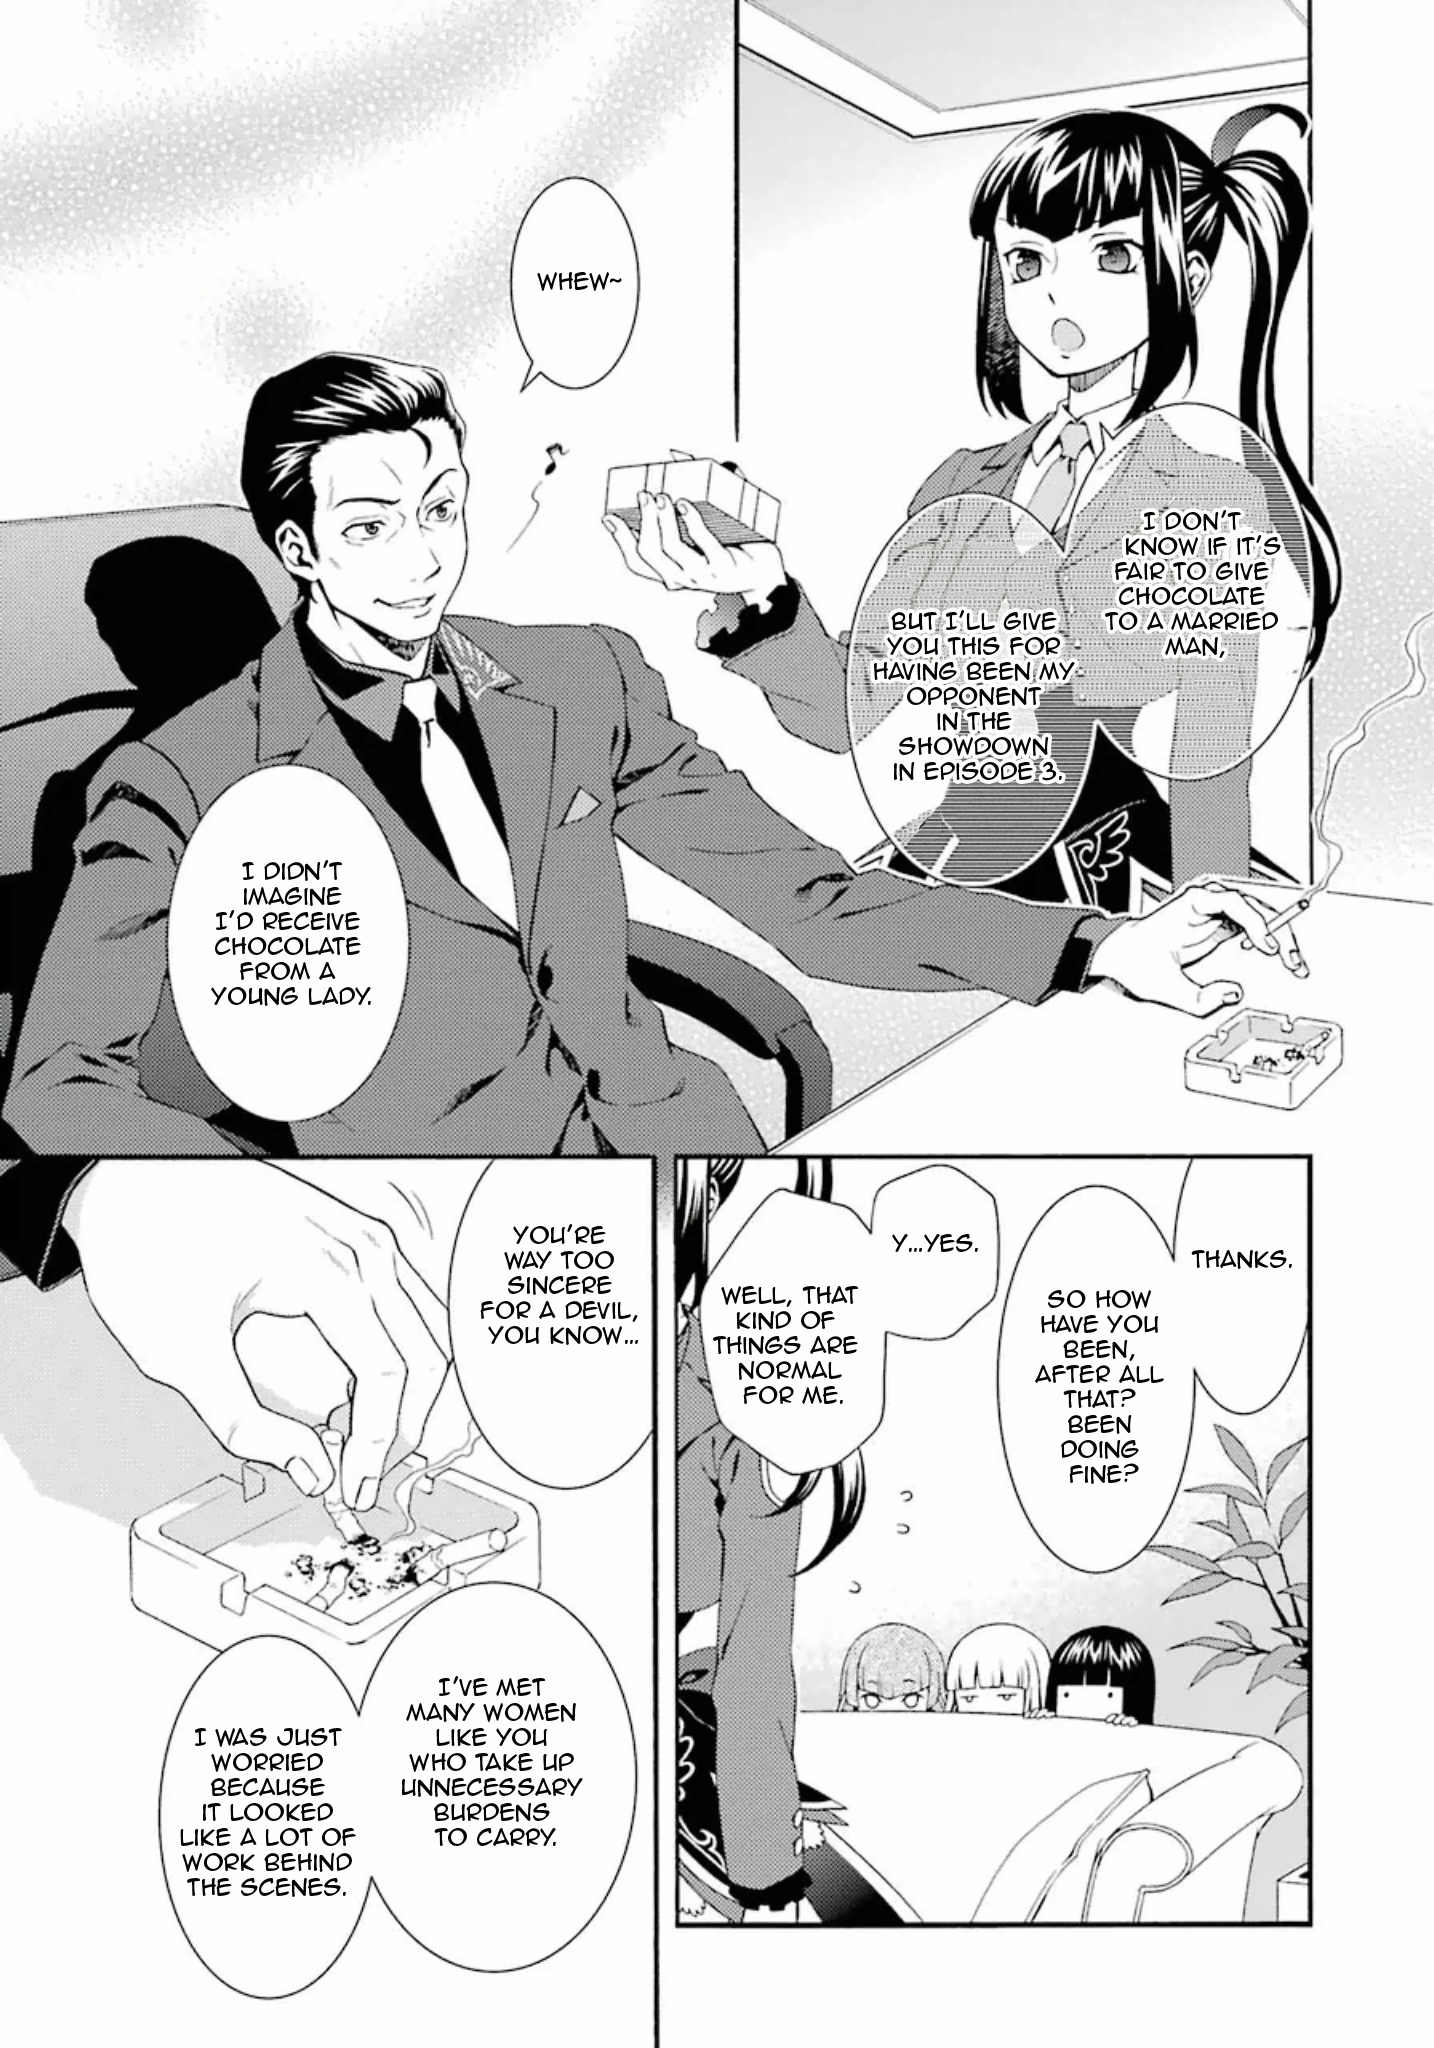 I DON'T
KNOW IF IT'S
FAIR TO GIVE
CHOCOLATE
TO A MARRIED
MAN,
BUT I'LL GIVE
YOU THIS FOR
HAVING BEEN MY
OPPONENT
IN THE
SHOWDOWN
IN EPISODE 3.
WHEW~
I DIDN'T
IMAGINE
I'D RECEIVE
CHOCOLATE
FROM A
YOUNG LADY.
THANKS.
SO HOW
HAVE YOU
BEEN,
AFTER ALL
THAT?
BEEN
DOING
FINE?
Y...YES.
WELL, THAT
KIND OF
THINGS ARE
NORMAL
FOR ME.
YOU'RE
WAY TOO
SINCERE
FOR A DEVIL,
YOU KNOW...
I'VE MET
MANY WOMEN
LIKE YOU
WHO TAKE UP
UNNECESSARY
BURDENS
TO CARRY.
I WAS JUST
WORRIED
BECAUSE
IT LOOKED
LIKE A LOT OF
WORK BEHIND
THE SCENES.